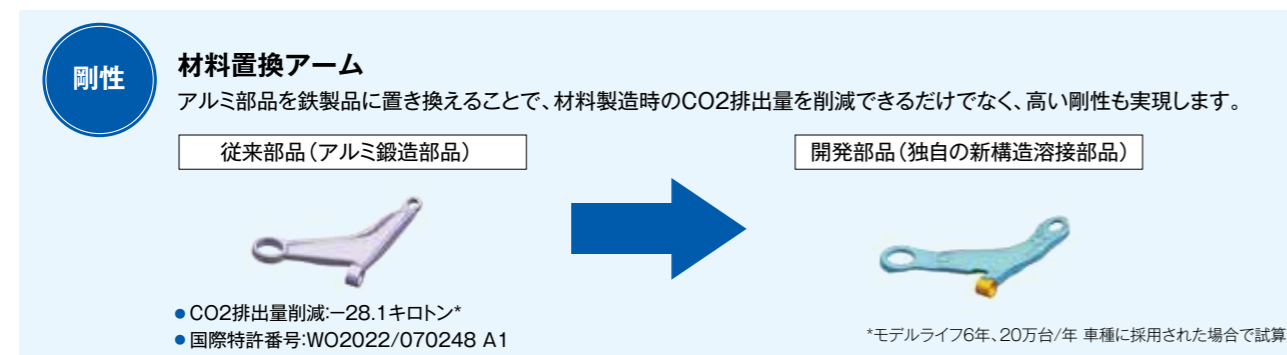 剛性
材料置換アーム
アルミ部品を鉄製品に置き換えることで、材料製造時のCO2排出量を削減できるだけでなく、高い剛性も実現します。
従来部品(アルミ鍛造部品)
開発部品(独自の新構造溶接部品)
●CO2排出量削減:ー28.1キロトン*
●国際特許番号:WO2022/070248 A1
*モデルライフ6年、20万台/年 車種に採用された場合で試算